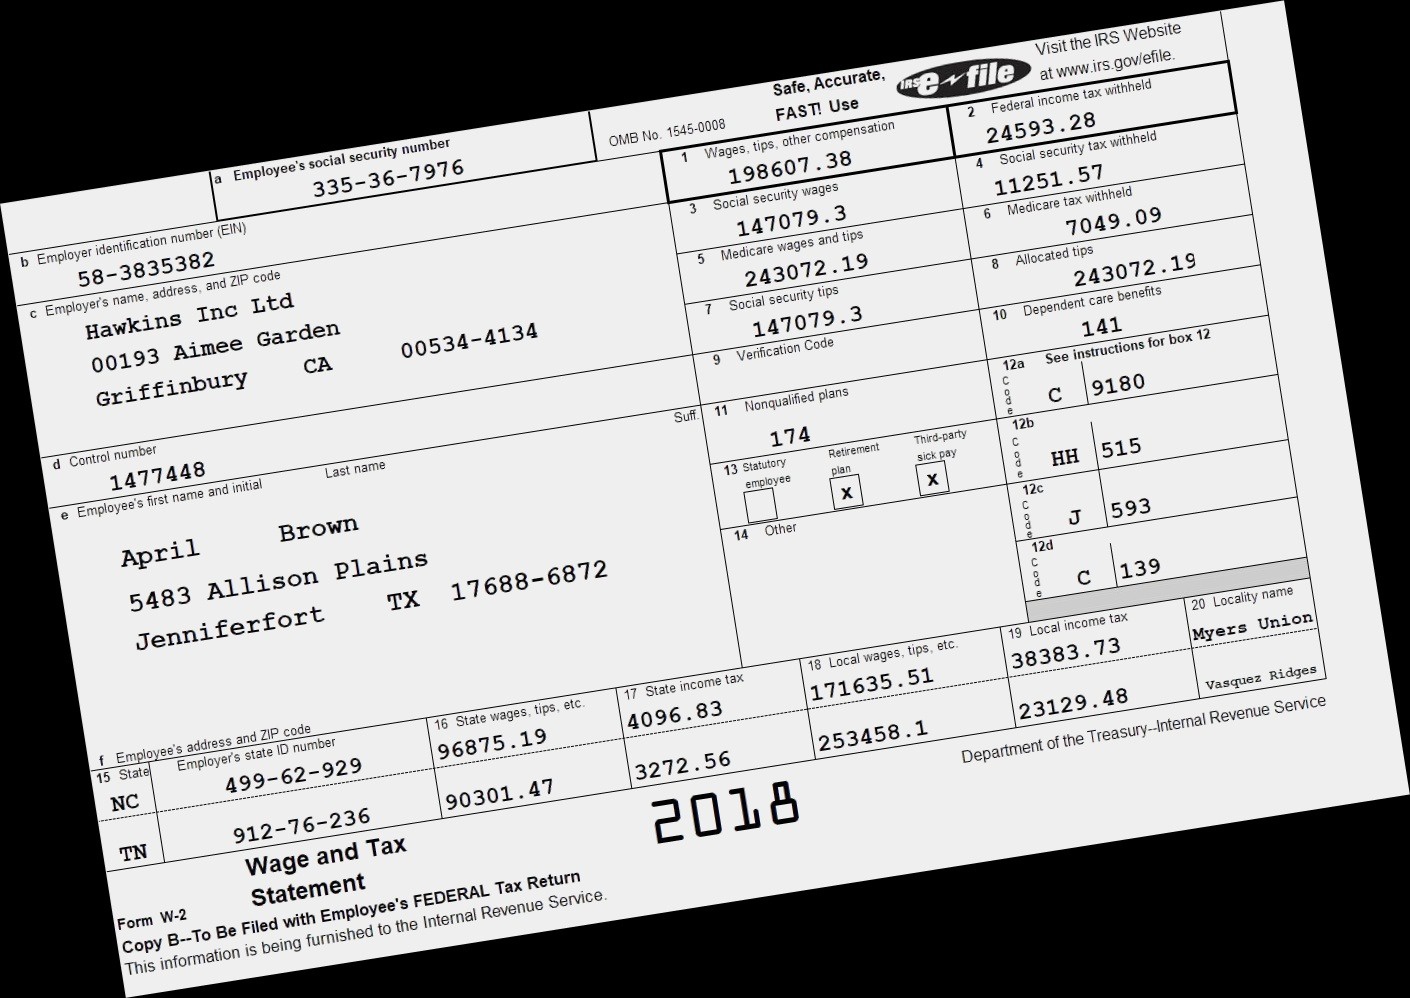 Safe, Accurate,
FAST! Use
IRS e-file
Visit the IRS Website
at www.irs.gov/efile.
a Employee's social security number
335-36-7976
OMB No. 1545-0008
1 Wages, tips, other compensation
198607.38
2 Federal income tax withheld
24593.28
b Employer identification number (EIN)
58-3835382
3 Social security wages
147079.3
4 Social security tax withheld
11251.57
c Employer's name, address, and ZIP code
Hawkins Inc Ltd
00193 Aimee Garden
Griffinbury CA 00534-4134
5 Medicare wages and tips
243072.19
6 Medicare tax withheld
7049.09
7 Social security tips
147079.3
8 Allocated tips
243072.19
9 Verification Code
10 Dependent care benefits
141
d Control number
1477448
11 Nonqualified plans
174
12a See instructions for box 12
Code C 9180
12b
Code HH 515
12c
Code J 593
12d
Code C 139
13 Statutory employee
Retirement plan x
Third-party sick pay x
14 Other
e Employee's first name and initial Last name Suff.
April Brown
5483 Allison Plains
Jenniferfort TX 17688-6872
f Employee's address and ZIP code
15 State Employer's state ID number
NC 499-62-929
TN 912-76-236
16 State wages, tips, etc.
96875.19
90301.47
17 State income tax
4096.83
3272.56
18 Local wages, tips, etc.
171635.51
253458.1
19 Local income tax
38383.73
23129.48
20 Locality name
Myers Union
Vasquez Ridges
Form W-2
Wage and Tax
Statement
2018
Department of the Treasury--Internal Revenue Service
Copy B--To Be Filed with Employee's FEDERAL Tax Return
This information is being furnished to the Internal Revenue Service.